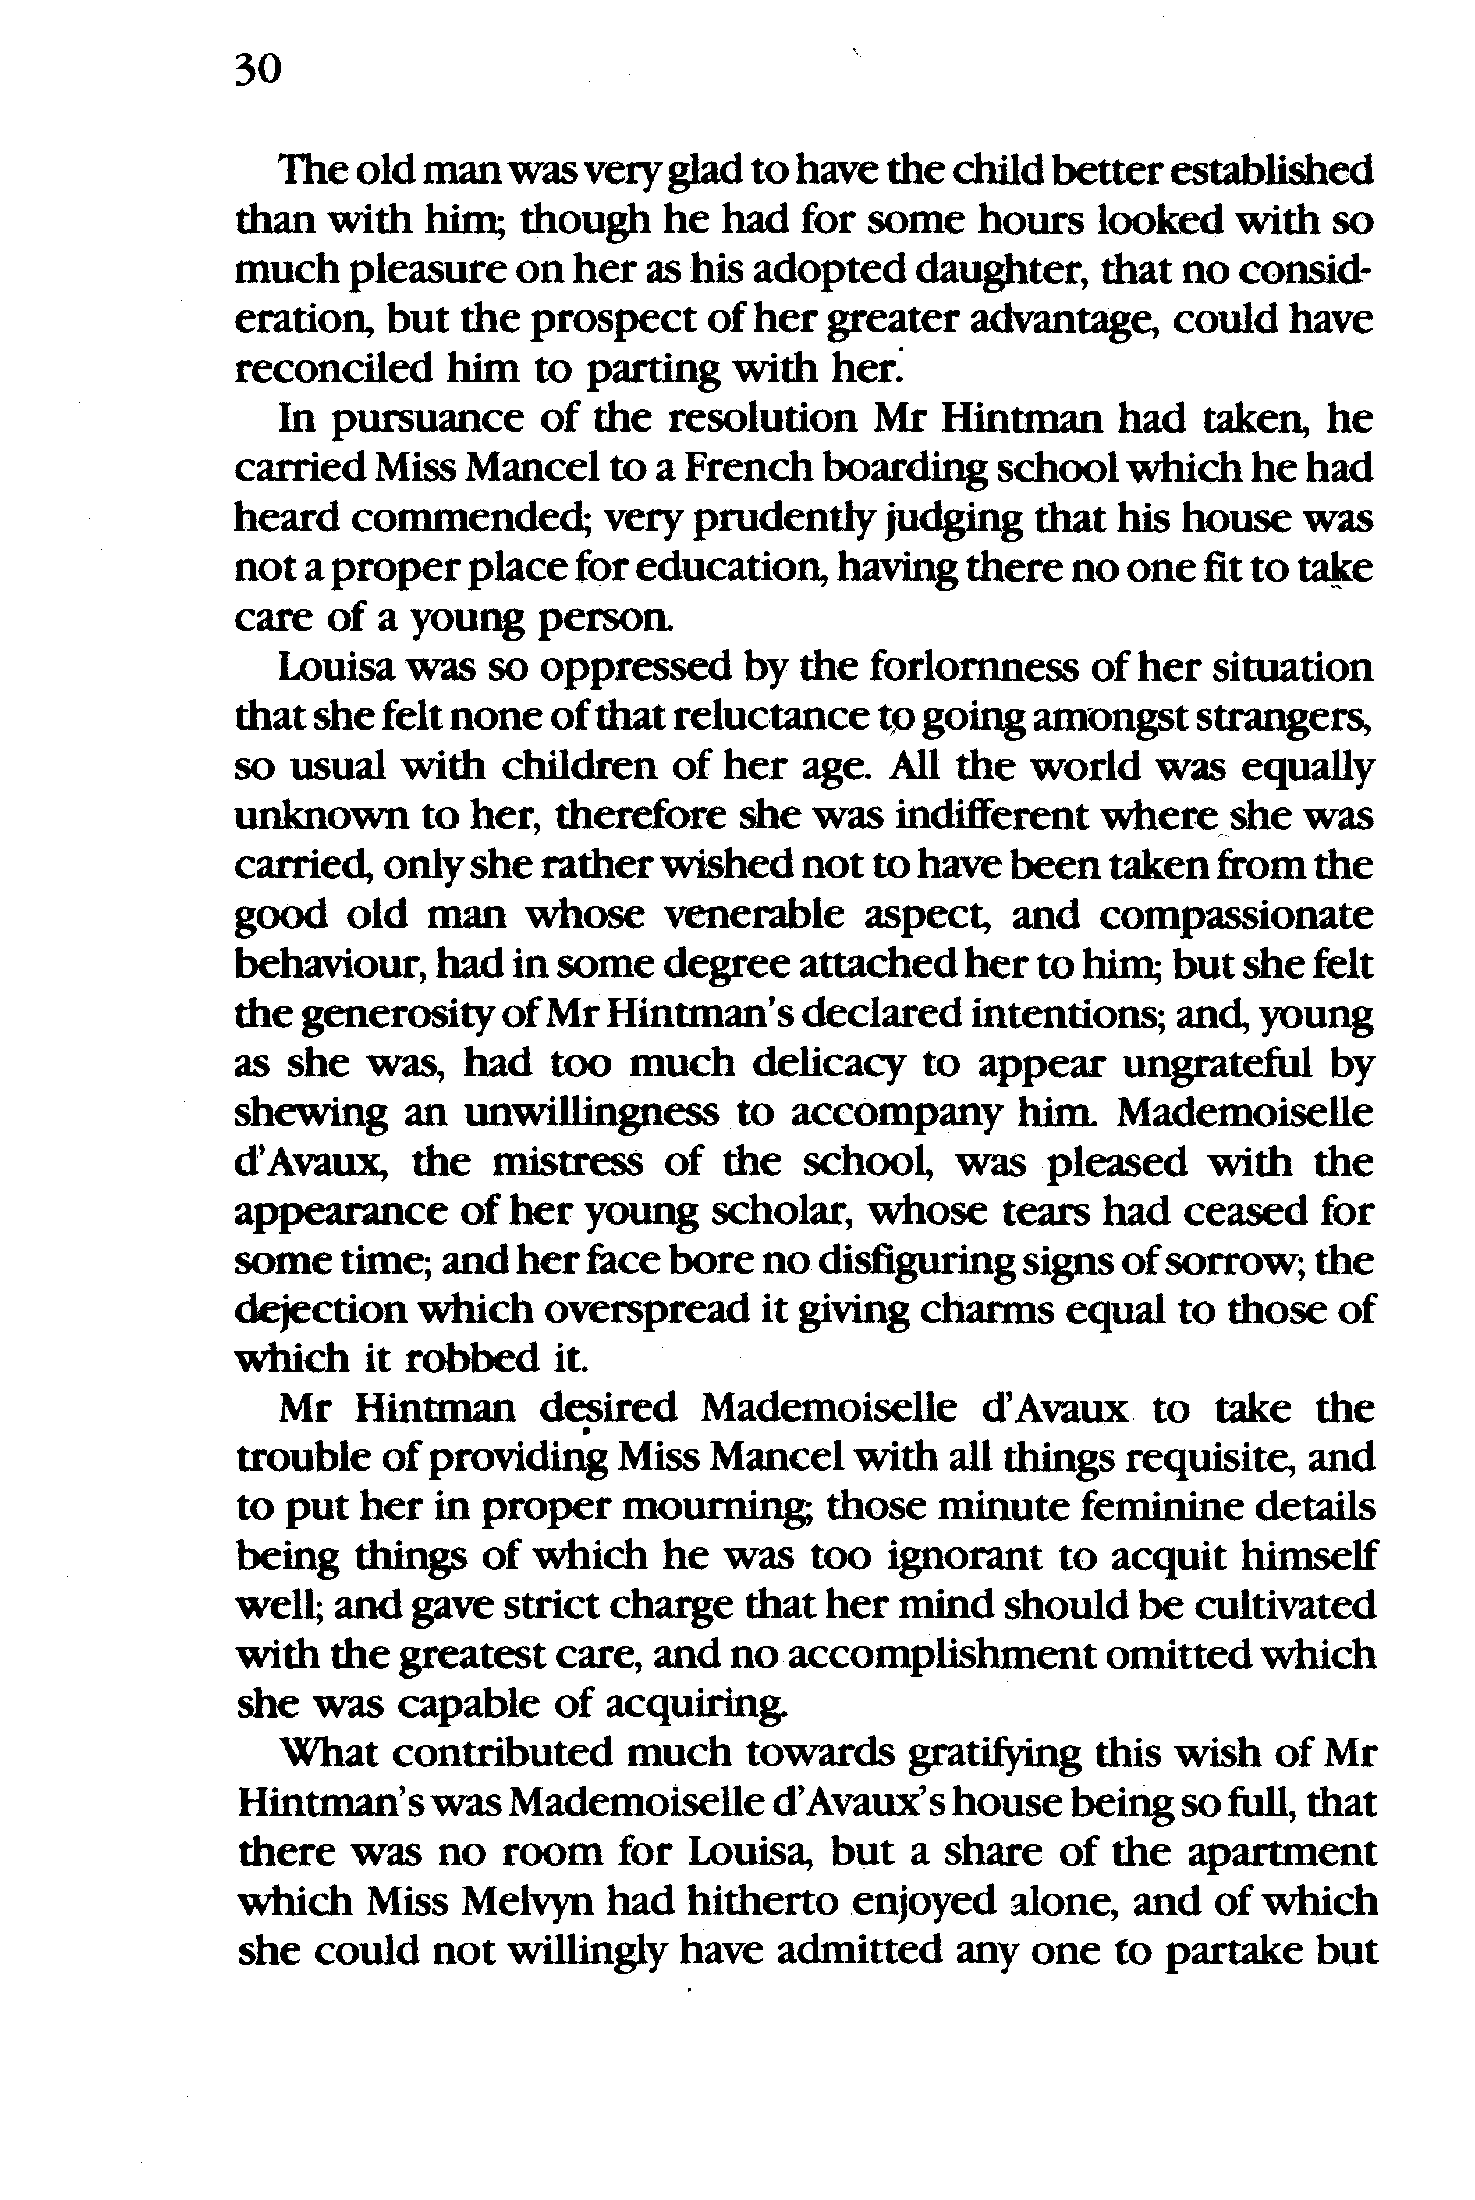 30
The old man was very glad to have the child better established
than with him; though he had for some hours looked with so
much pleasure on her as his adopted daughter, that no consid-
eration, but the prospect of her greater advantage, could have
reconciled him to parting with her.
In pursuance of the resolution Mr Hintman had taken, he
carried Miss Mancel to a French boarding school which he had
heard commended; very prudently judging that his house was
not a proper place for education, having there no one fit to take
care of a young person.
Louisa was so oppressed by the forlornness of her situation
that she felt none of that reluctance to going amongst strangers,
so usual with children of her age. All the world was equally
unknown to her, therefore she was indifferent where she was
carried, only she rather wished not to have been taken from the
good old man whose venerable aspect, and compassionate
behaviour, had in some degree attached her to him; but she felt
the generosity of Mr Hintman's declared intentions; and, young
as she was, had too much delicacy to appear ungrateful by
shewing an unwillingness to accompany him. Mademoiselle
d'Avaux, the mistress of the school, was pleased with the
appearance of her young scholar, whose tears had ceased for
some time; and her face bore no disfiguring signs of sorrow; the
dejection which overspread it giving charms equal to those of
which it robbed it.
Mr Hintman desired Mademoiselle d'Avaux to take the
trouble of providing Miss Mancel with all things requisite, and
to put her in proper mourning; those minute feminine details
being things of which he was too ignorant to acquit himself
well; and gave strict charge that her mind should be cultivated
with the greatest care, and no accomplishment omitted which
she was capable of acquiring.
What contributed much towards gratifying this wish of Mr
Hintman's was Mademoiselle d'Avaux's house being so full, that
there was no room for Louisa, but a share of the apartment
which Miss Melvyn had hitherto enjoyed alone, and of which
she could not willingly have admitted any one to partake but